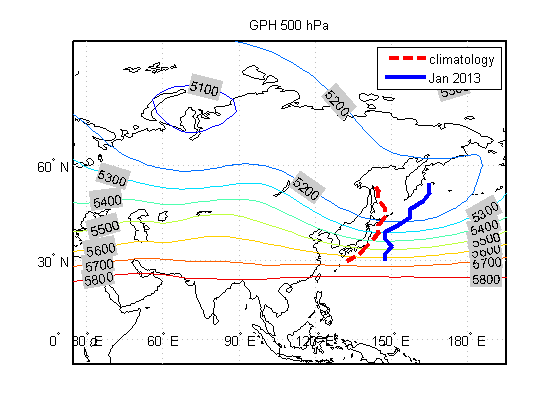 GPH 500 hPa
climatology
Jan 2013
5100
5200
5300
60° N
5300
5200
5400
5300
5500
5400
5500
5600
5600
30° N
5700
5700
5800
5800
0°
30° E
60° E
90° E
120° E
150° E
180° E